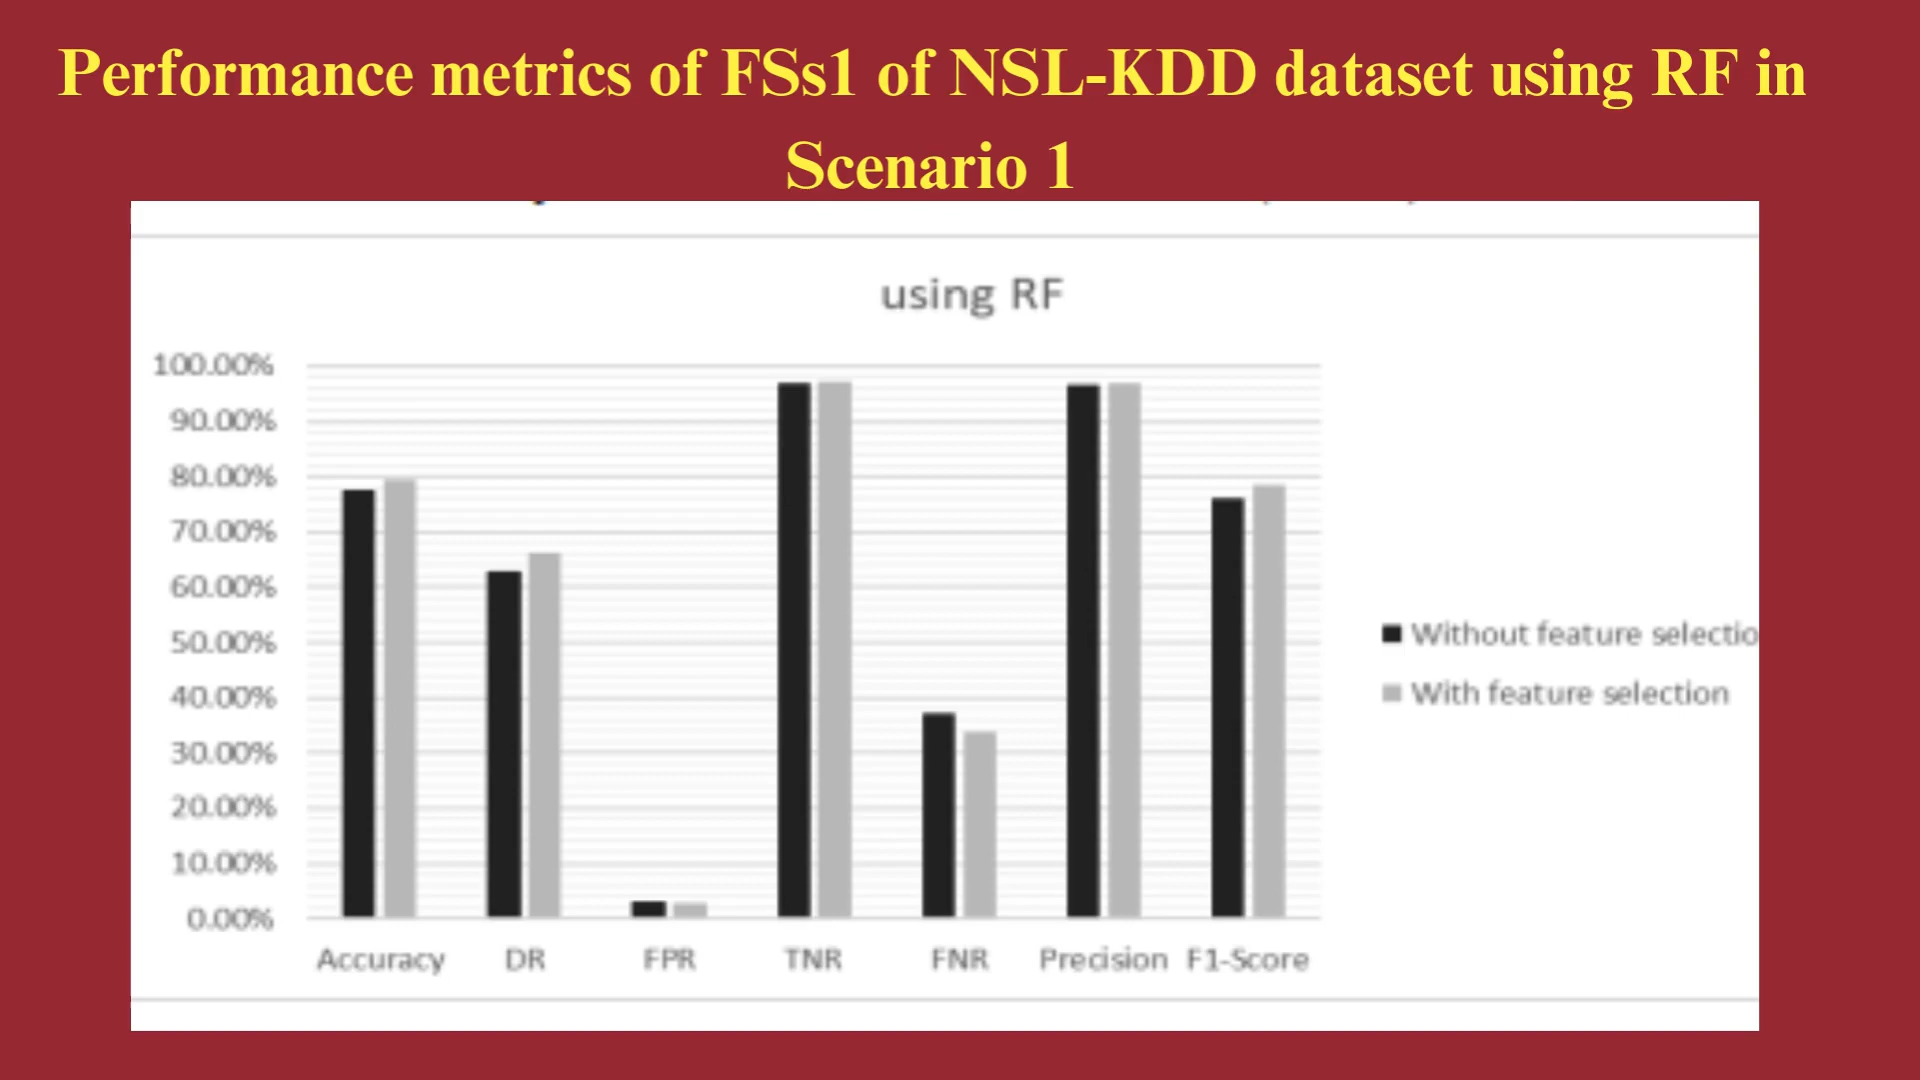 Performance metrics of FSs1 of NSL-KDD dataset using RF in
Scenario 1
using RF
100.00%
90.00%
80.00%
70.00%
60.00%
50.00%
40.00%
30.00%
20.00%
10.00%
0.00%
Accuracy DR FPR TNR FNR Precision F1-Score
Without feature selectio
With feature selection